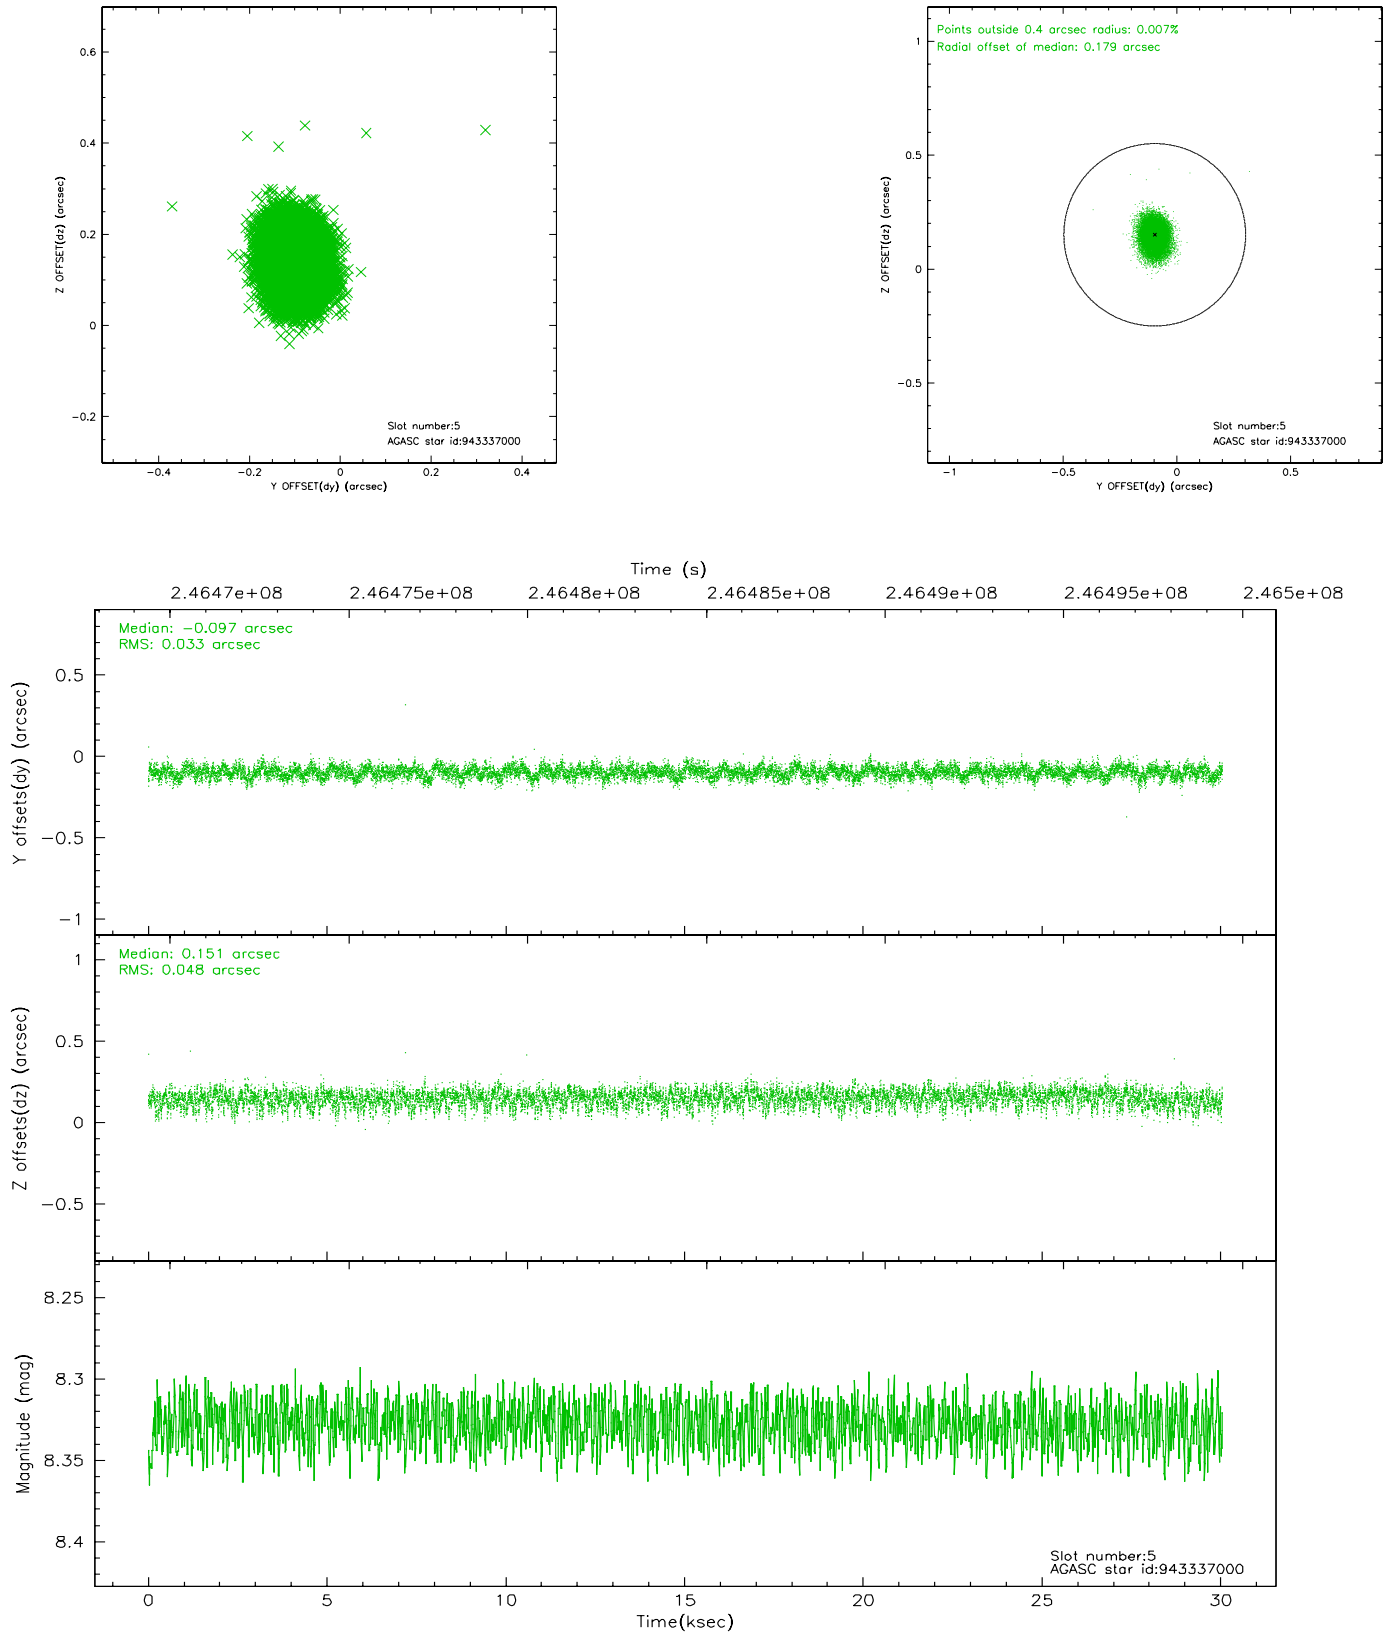 0.6
0.4
0.2
0
−0.2
Z OFFSET(dz) (arcsec)
−0.4 −0.2 0 0.2 0.4
Y OFFSET(dy) (arcsec)
Slot number:5
AGASC star id:943337000
Points outside 0.4 arcsec radius: 0.007%
Radial offset of median: 0.179 arcsec
1
0.5
0
−0.5
Z OFFSET(dz) (arcsec)
−1 −0.5 0 0.5
Y OFFSET(dy) (arcsec)
Slot number:5
AGASC star id:943337000
Time (s)
2.4647e+08 2.46475e+08 2.4648e+08 2.46485e+08 2.4649e+08 2.46495e+08 2.465e+08
Median: −0.097 arcsec
RMS: 0.033 arcsec
0.5
0
−0.5
−1
Y offsets(dy) (arcsec)
Median: 0.151 arcsec
RMS: 0.048 arcsec
1
0.5
0
−0.5
Z offsets(dz) (arcsec)
8.25
8.3
8.35
8.4
Magnitude (mag)
Slot number:5
AGASC star id:943337000
0 5 10 15 20 25 30
Time(ksec)